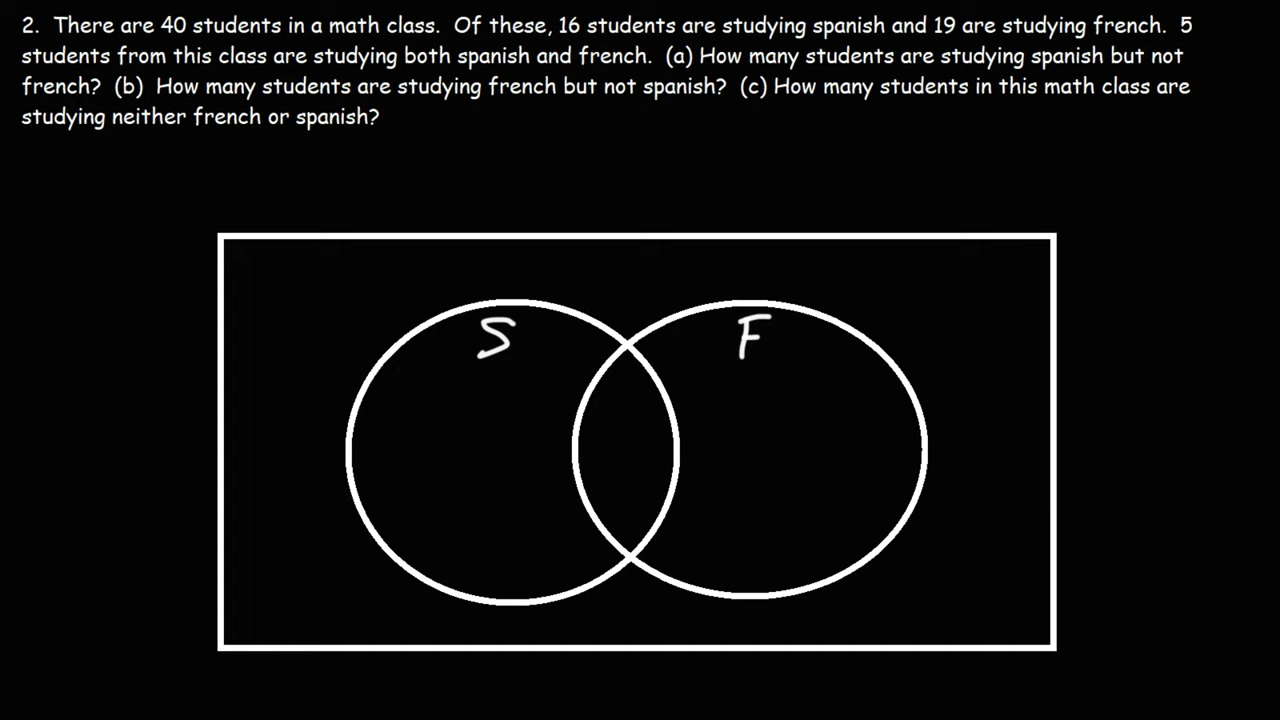 2. There are 40 students in a math class. Of these, 16 students are studying spanish and 19 are studying french. 5
students from this class are studying both spanish and french. (a) How many students are studying spanish but not
french? (b) How many students are studying french but not spanish? (c) How many students in this math class are
studying neither french or spanish?
S F